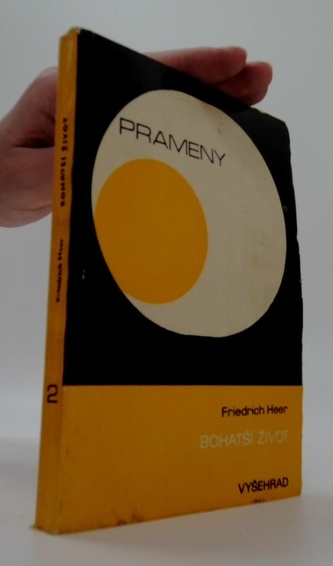 PRAMENY
Friedrich Heer
BOHATŠÍ ŽIVOT
VYŠEHRAD
BOHATŠÍ ŽIVOT
Friedrich Heer
2